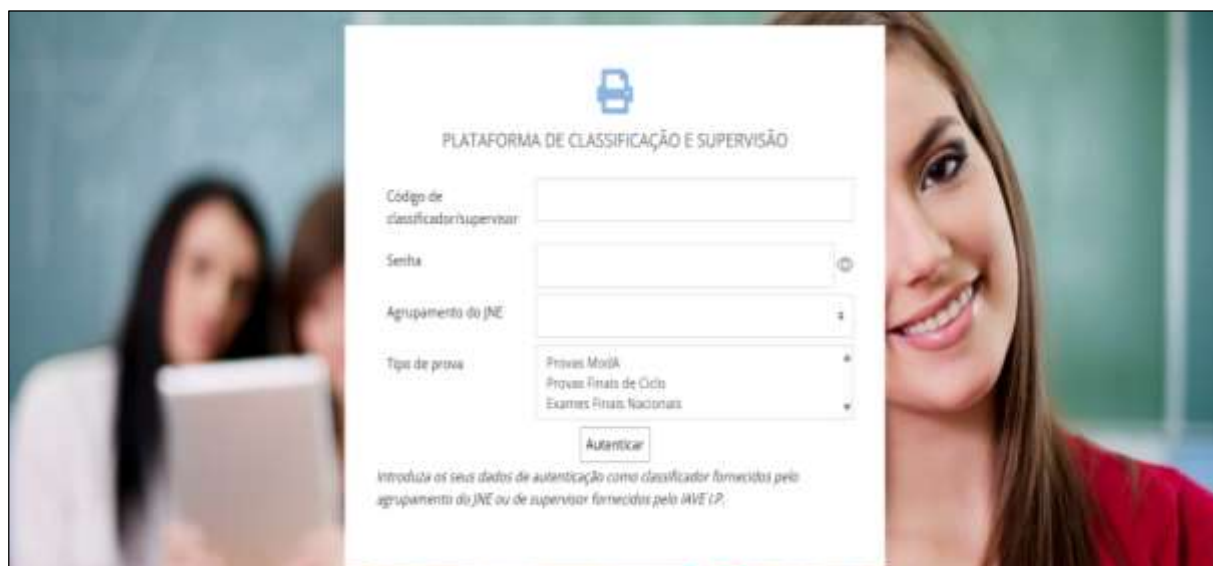 PLATAFORMA DE CLASSIFICAÇÃO E SUPERVISÃO
Código de
classificador/supervisor
Senha
Agrupamento do JNE
Tipo de prova
Provas ModA
Provas Finais de Ciclo
Exames Finais Nacionais
Autenticar
Introduza os seus dados de autenticação como classificador fornecidos pelo
agrupamento do JNE ou de supervisor fornecidos pelo IAVE I.P.